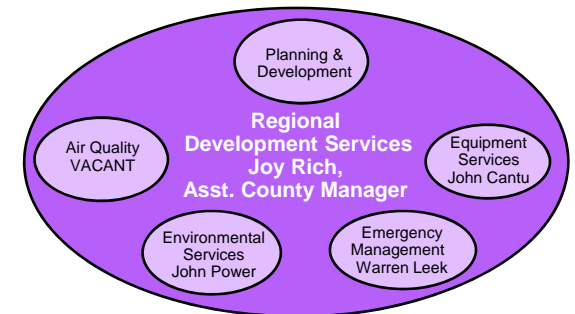 Planning &
Development
Regional
Development Services
Joy Rich,
Asst. County Manager
Air Quality
VACANT
Equipment
Services
John Cantu
Environmental
Services
John Power
Emergency
Management
Warren Leek